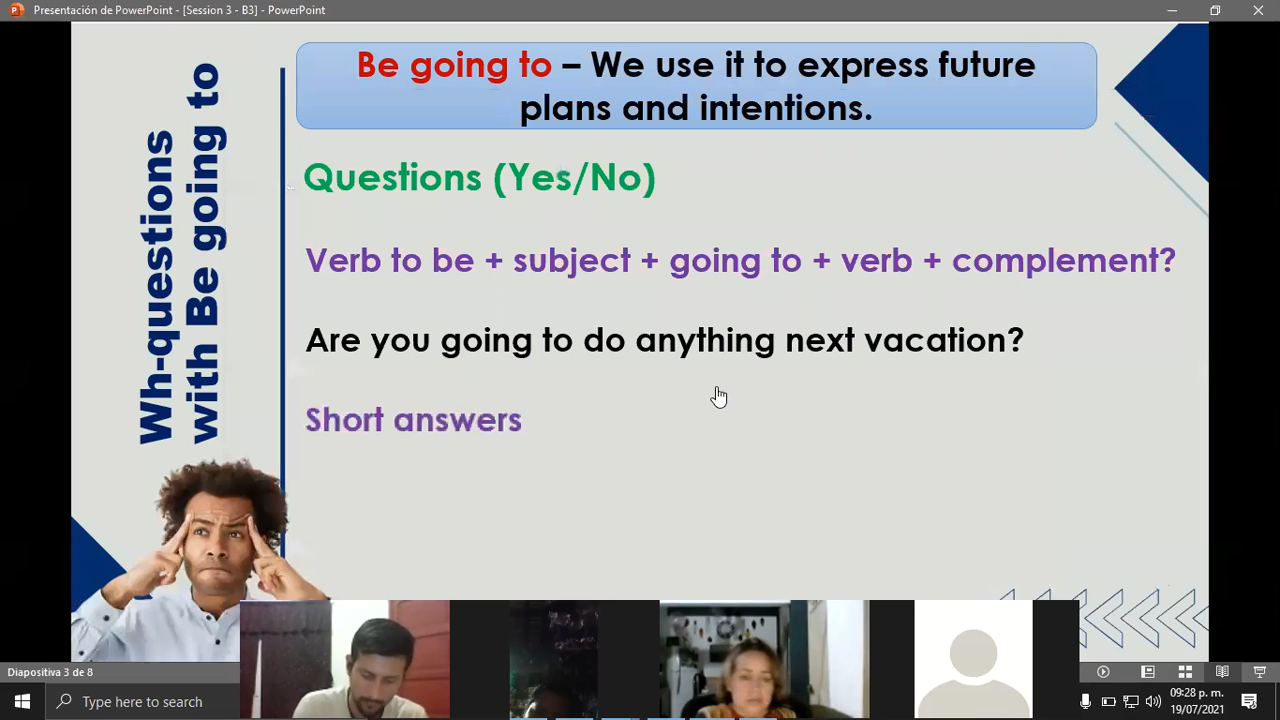 Presentación de PowerPoint - [Session 3 - B3] - PowerPoint
Wh-questions
with Be going to
Be going to – We use it to express future
plans and intentions.
Questions (Yes/No)
Verb to be + subject + going to + verb + complement?
Are you going to do anything next vacation?
Short answers
Diapositiva 3 de 8
Type here to search
09:28 p. m.
19/07/2021